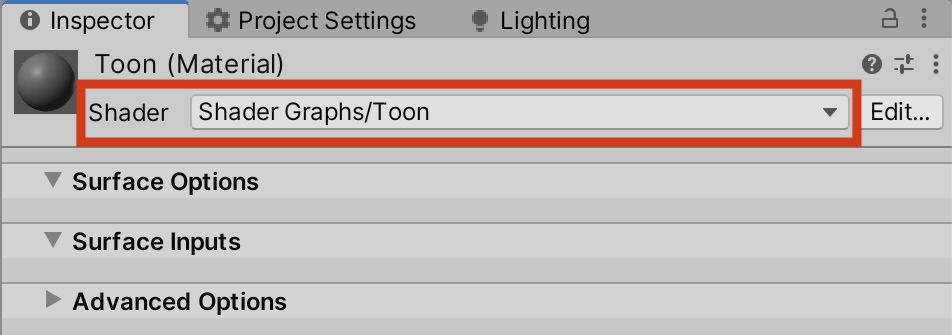 Inspector Project Settings Lighting
Toon (Material)
Shader Shader Graphs/Toon Edit...
Surface Options
Surface Inputs
Advanced Options